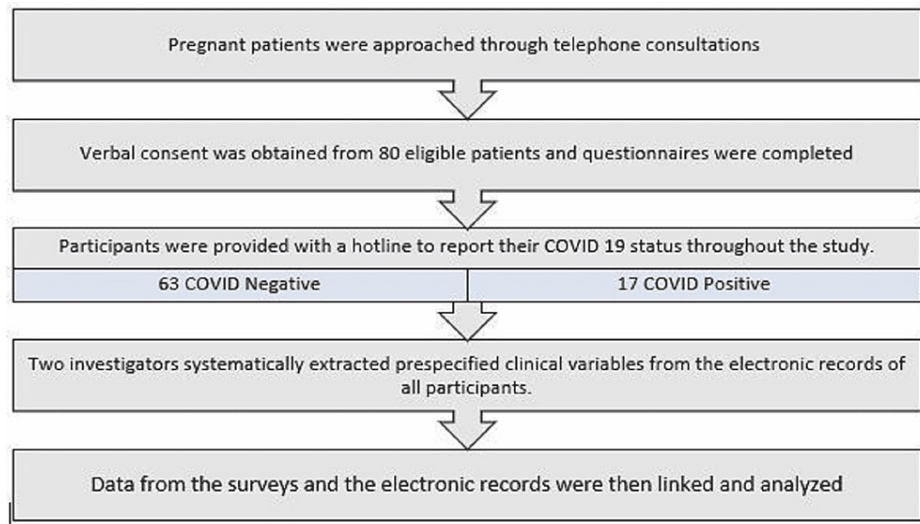 Pregnant patients were approached through telephone consultations
Verbal consent was obtained from 80 eligible patients and questionnaires were completed
Participants were provided with a hotline to report their COVID 19 status throughout the study.
63 COVID Negative
17 COVID Positive
Two investigators systematically extracted prespecified clinical variables from the electronic records of
all participants.
Data from the surveys and the electronic records were then linked and analyzed